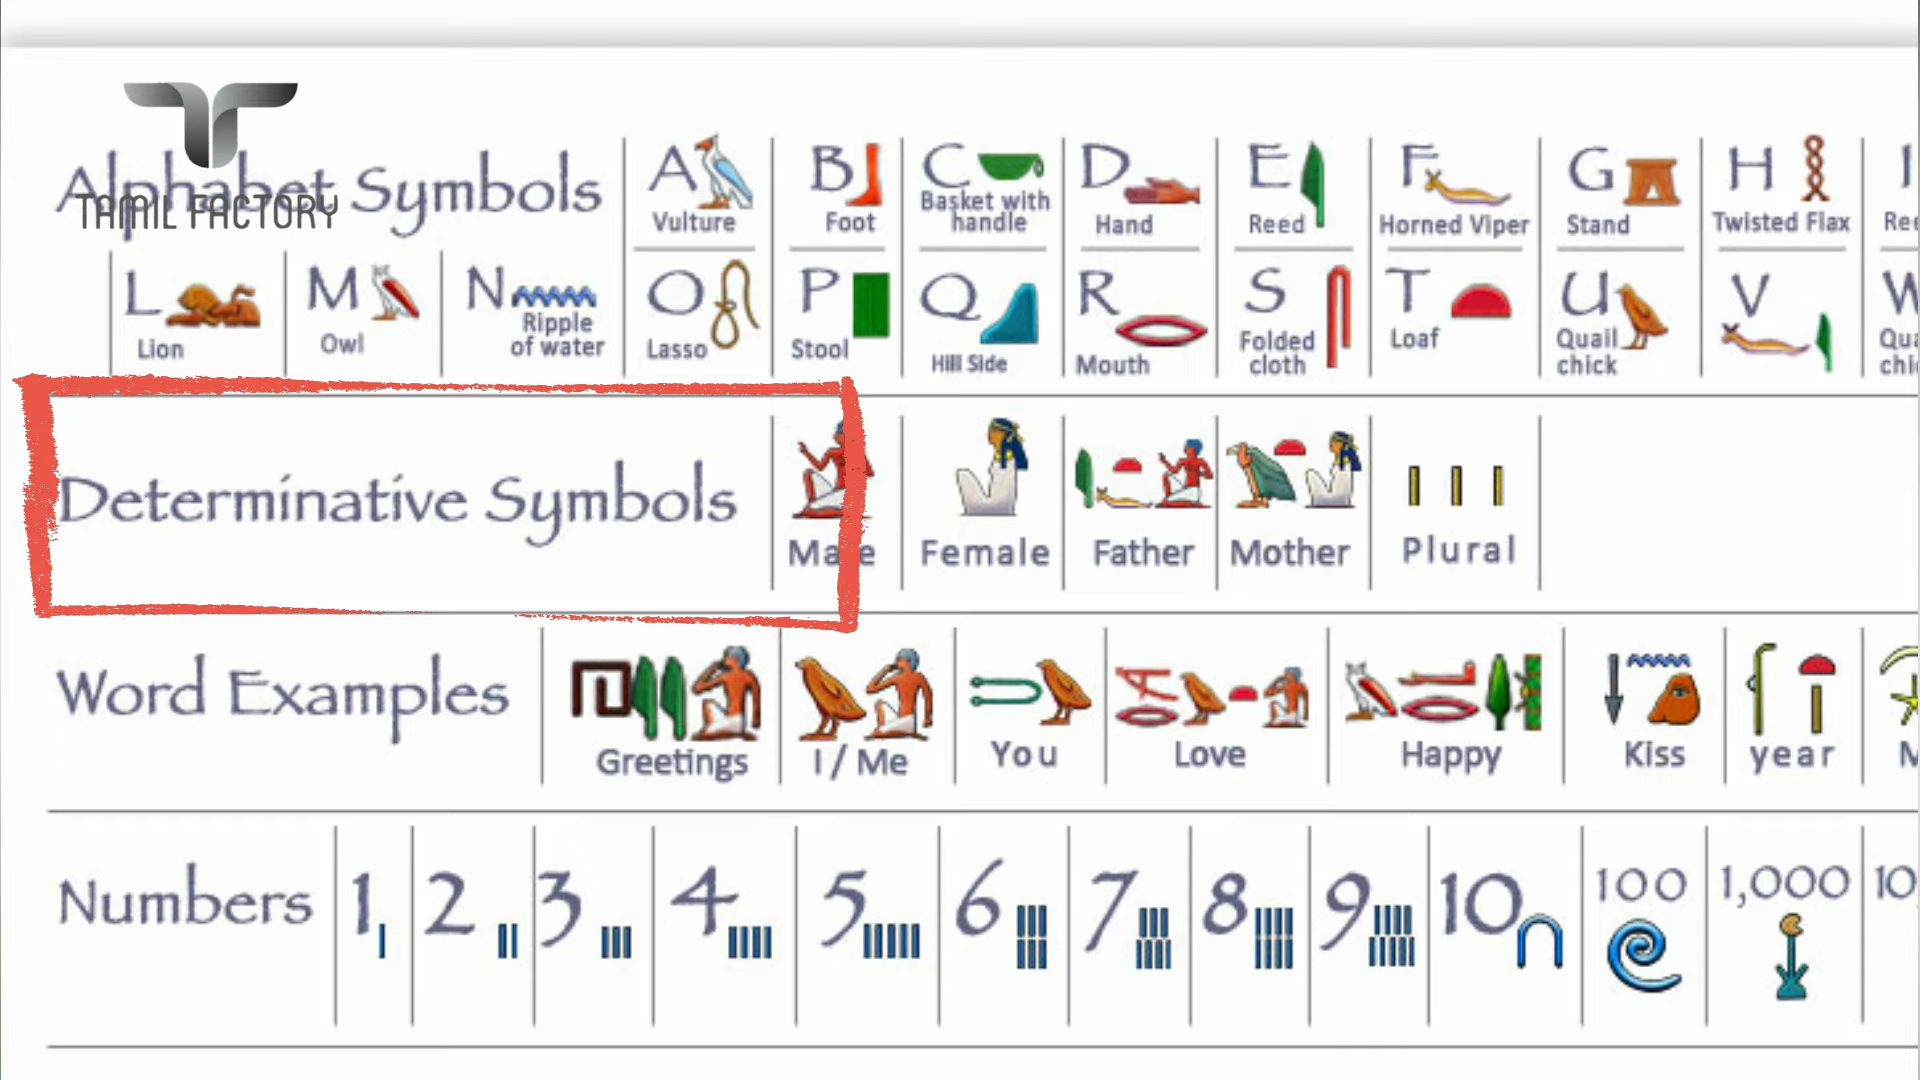 TAMIL FACTORY
Alphabet Symbols
A B C D E F G H I
Vulture Foot Basket with handle Hand Reed Horned Viper Stand Twisted Flax
L M N O P Q R S T U V W
Lion Owl Ripple of water Lasso Stool Hill Side Mouth Folded cloth Loaf Quail chick
Determinative Symbols
Male Female Father Mother Plural
Word Examples
Greetings I / Me You Love Happy Kiss year M
Numbers 1 2 3 4 5 6 7 8 9 10 100 1,000 10